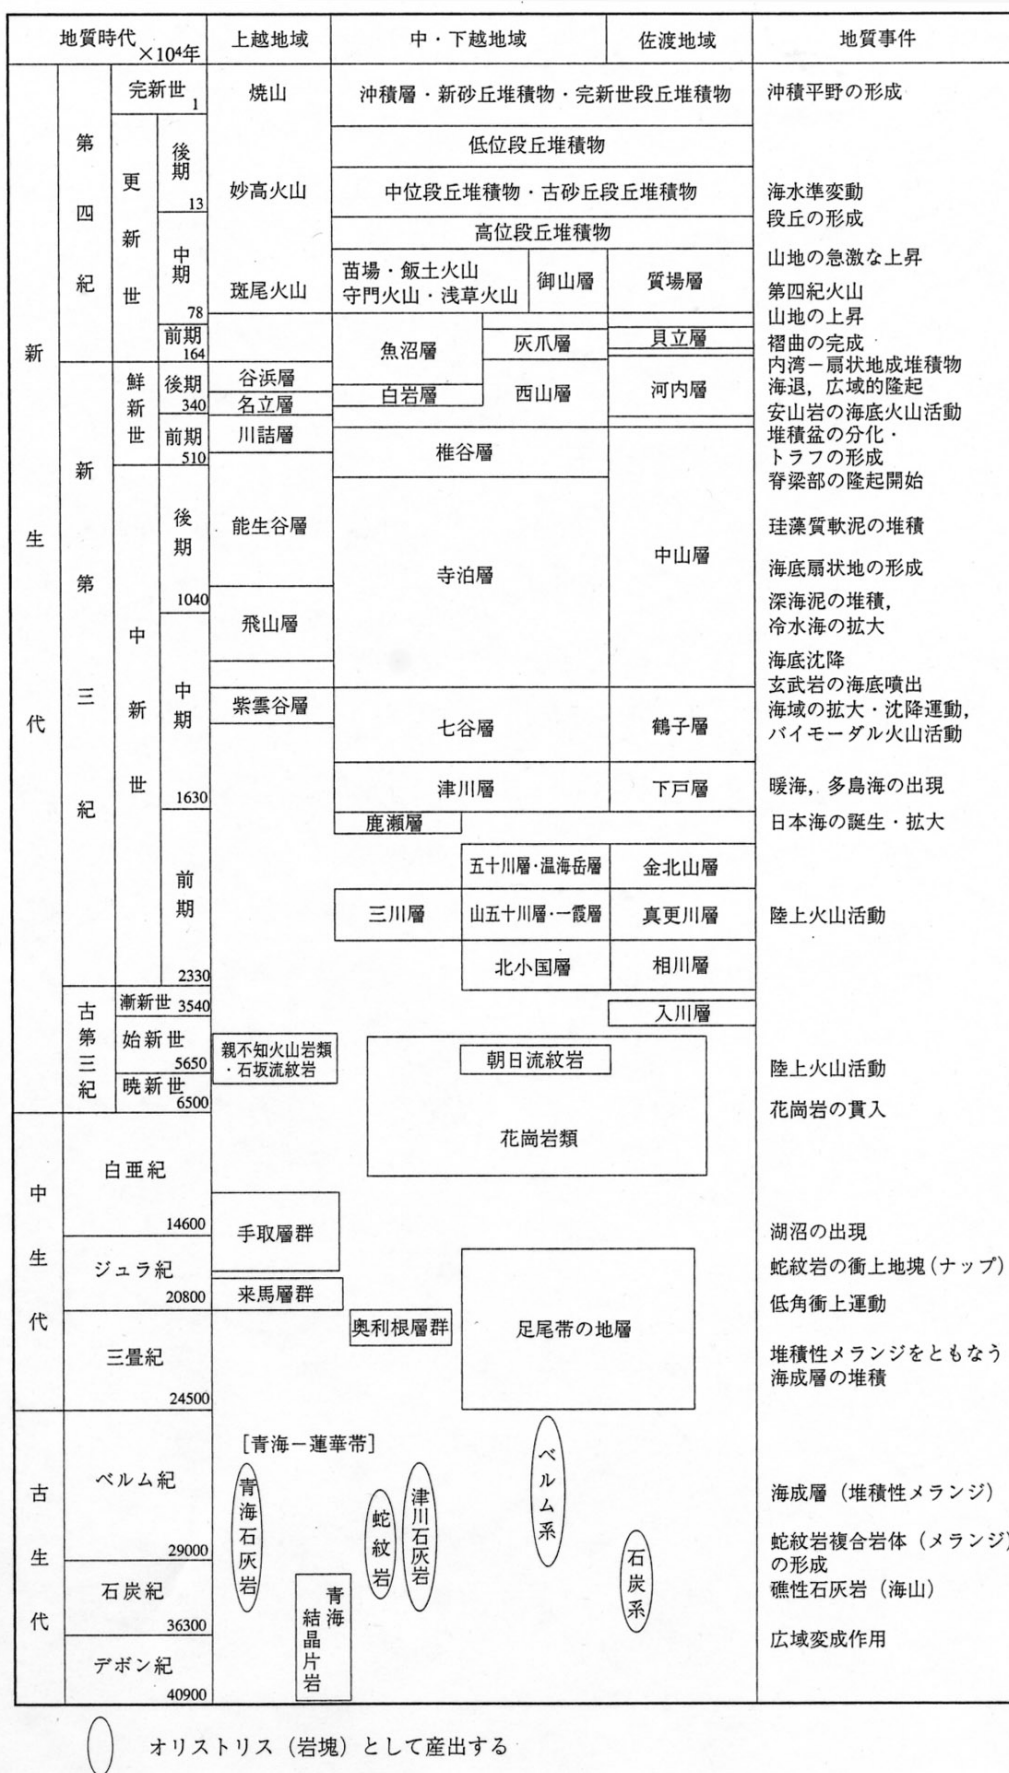 地質時代 ×10⁴年 上越地域 中・下越地域 佐渡地域 地質事件
新生代
第四紀
完新世 1
更新世
後期 13
中期 78
前期 164
新第三紀
鮮新世
後期 340
前期 510
中新世
後期 1040
中期 1630
前期 2330
古第三紀
漸新世 3540
始新世 5650
暁新世 6500
中生代
白亜紀 14600
ジュラ紀 20800
三畳紀 24500
古生代
ペルム紀 29000
石炭紀 36300
デボン紀 40900
焼山
妙高火山
斑尾火山
谷浜層
名立層
川詰層
能生谷層
飛山層
紫雲谷層
親不知火山岩類
・石坂流紋岩
手取層群
来馬層群
[青海-蓮華帯]
青海石灰岩
青海
結晶片岩
沖積層・新砂丘堆積物・完新世段丘堆積物
低位段丘堆積物
中位段丘堆積物・古砂丘段丘堆積物
高位段丘堆積物
苗場・飯士火山
守門火山・浅草火山
御山層
質場層
魚沼層
灰爪層
貝立層
白岩層
西山層
河内層
椎谷層
寺泊層
中山層
七谷層
鶴子層
津川層
下戸層
鹿瀬層
五十川層・温海岳層
金北山層
三川層
山五十川層・一霞層
真更川層
北小国層
相川層
入川層
朝日流紋岩
花崗岩類
奥利根層群
足尾帯の地層
蛇紋岩
津川石灰岩
ペルム系
石炭系
沖積平野の形成
海水準変動
段丘の形成
山地の急激な上昇
第四紀火山
山地の上昇
褶曲の完成
内湾-扇状地成堆積物
海退，広域的隆起
安山岩の海底火山活動
堆積盆の分化・
トラフの形成
脊梁部の隆起開始
珪藻質軟泥の堆積
海底扇状地の形成
深海泥の堆積，
冷水海の拡大
海底沈降
玄武岩の海底噴出
海域の拡大・沈降運動，
バイモーダル火山活動
暖海，多島海の出現
日本海の誕生・拡大
陸上火山活動
陸上火山活動
花崗岩の貫入
湖沼の出現
蛇紋岩の衝上地塊(ナップ)
低角衝上運動
堆積性メランジをともなう
海成層の堆積
海成層（堆積性メランジ）
蛇紋岩複合岩体（メランジ）
の形成
礁性石灰岩（海山）
広域変成作用
オリストリス（岩塊）として産出する